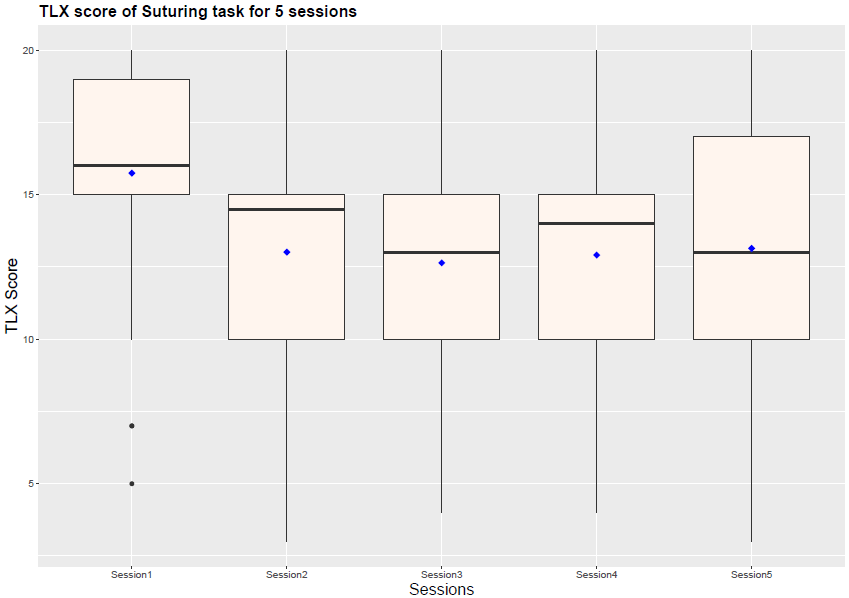 TLX score of Suturing task for 5 sessions
TLX Score
20
15
10
5
Session1 Session2 Session3 Session4 Session5
Sessions